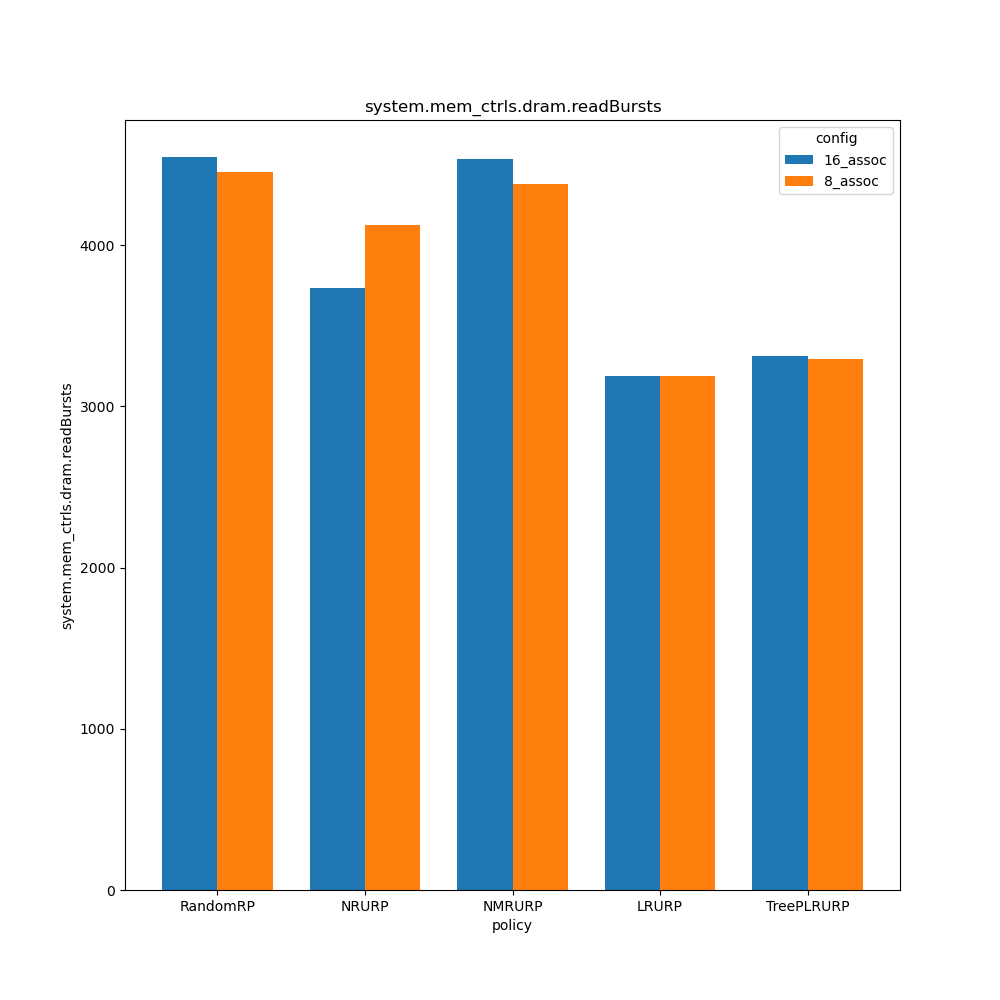 system.mem_ctrls.dram.readBursts
config
16_assoc
8_assoc
system.mem_ctrls.dram.readBursts
4000
3000
2000
1000
0
RandomRP NRURP NMRURP LRURP TreePLRURP
policy